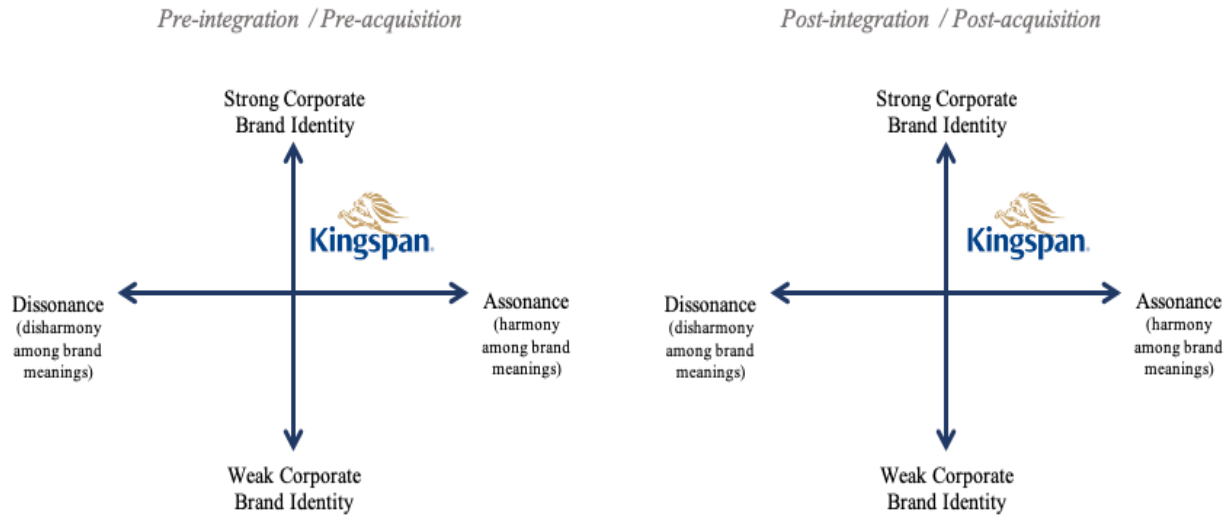 Pre-integration / Pre-acquisition
Strong Corporate
Brand Identity
Kingspan.
Dissonance
(disharmony
among brand
meanings)
Assonance
(harmony
among brand
meanings)
Weak Corporate
Brand Identity
Post-integration / Post-acquisition
Strong Corporate
Brand Identity
Kingspan.
Dissonance
(disharmony
among brand
meanings)
Assonance
(harmony
among brand
meanings)
Weak Corporate
Brand Identity